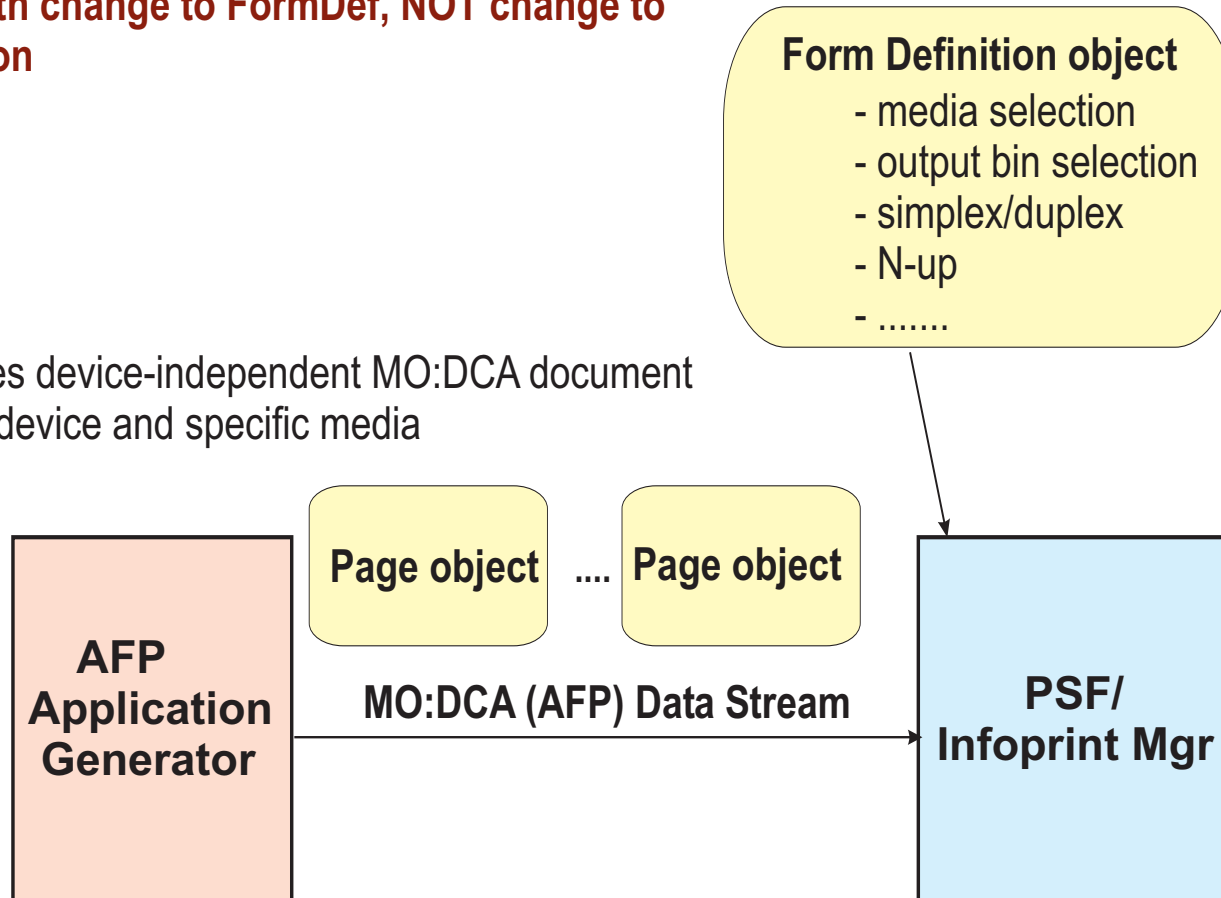 change to FormDef, NOT change to
on
Form Definition object
- media selection
- output bin selection
- simplex/duplex
- N-up
- .......
es device-independent MO:DCA document
device and specific media
Page object .... Page object
AFP
Application
Generator
MO:DCA (AFP) Data Stream
PSF/
Infoprint Mgr